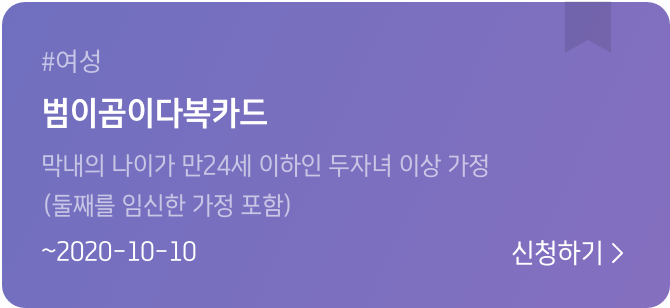 #여성
범이곰이다복카드
막내의 나이가 만24세 이하인 두자녀 이상 가정
(둘째를 임신한 가정 포함)
~2020-10-10
신청하기 >